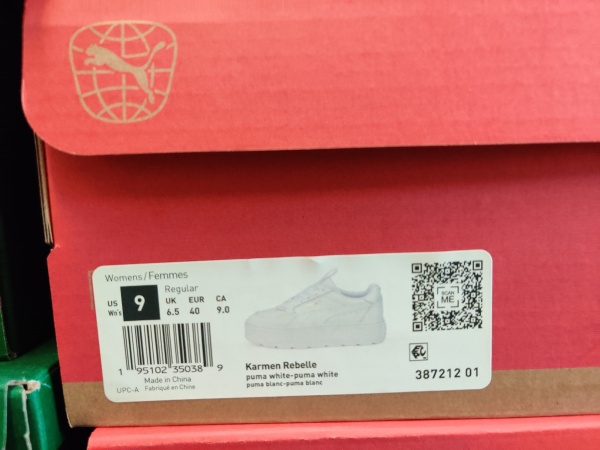 Womens/Femmes
Regular
US Wn's 9 UK 6.5 EUR 40 CA 9.0
1 95102 35038 9
UPC-A
Made in China
Fabriqué en China
Karmen Rebelle
puma white-puma white
puma blanc-puma blanc
SCAN ME
387212 01